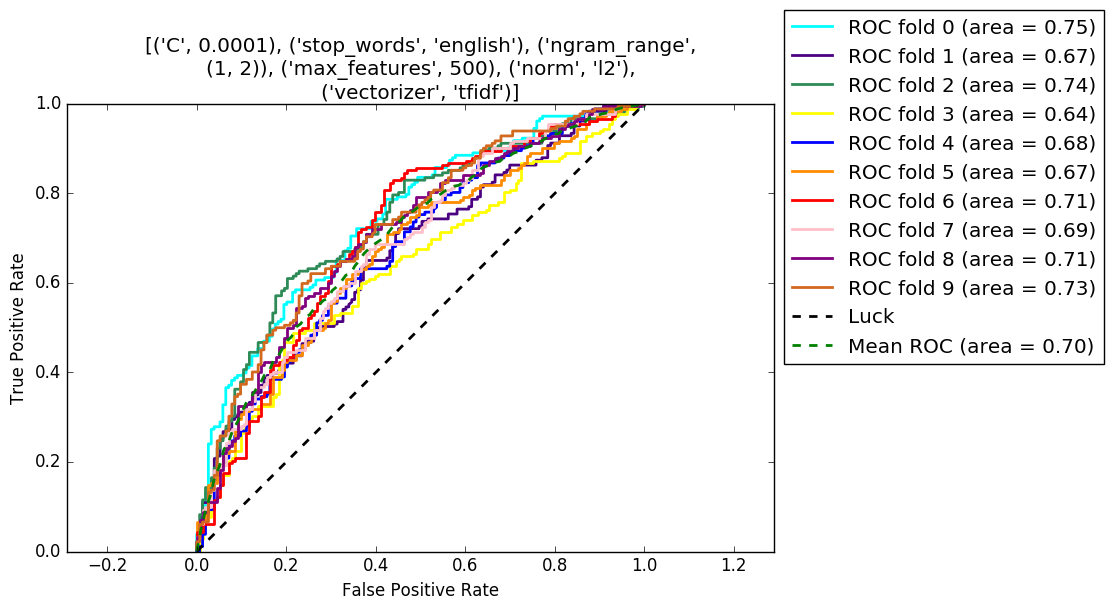 [('C', 0.0001), ('stop_words', 'english'), ('ngram_range',
(1, 2)), ('max_features', 500), ('norm', 'l2'),
('vectorizer', 'tfidf')]
1.0
0.8
0.6
0.4
0.2
0.0
True Positive Rate
−0.2 0.0 0.2 0.4 0.6 0.8 1.0 1.2
False Positive Rate
ROC fold 0 (area = 0.75)
ROC fold 1 (area = 0.67)
ROC fold 2 (area = 0.74)
ROC fold 3 (area = 0.64)
ROC fold 4 (area = 0.68)
ROC fold 5 (area = 0.67)
ROC fold 6 (area = 0.71)
ROC fold 7 (area = 0.69)
ROC fold 8 (area = 0.71)
ROC fold 9 (area = 0.73)
Luck
Mean ROC (area = 0.70)